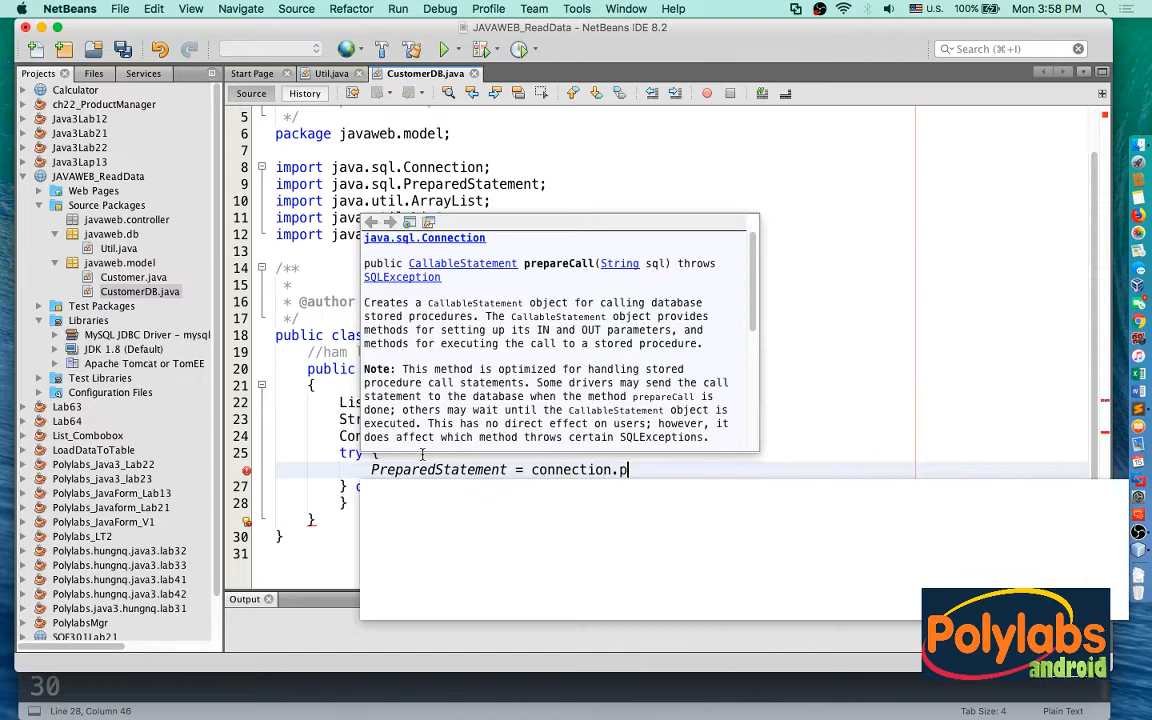 NetBeans File Edit View Navigate Source Refactor Run Debug Profile Team Tools Window Help U.S. 100% Mon 3:58 PM
JAVAWEB_ReadData - NetBeans IDE 8.2
Search (⌘+I)
Projects Files Services Start Page Util.java CustomerDB.java
Source History
Calculator
ch22_ProductManager
Java3Lab12
Java3Lab21
Java3Lab22
Java3Lap13
JAVAWEB_ReadData
Web Pages
Source Packages
javaweb.controller
javaweb.db
Util.java
javaweb.model
Customer.java
CustomerDB.java
Test Packages
Libraries
MySQL JDBC Driver - mysql
JDK 1.8 (Default)
Apache Tomcat or TomEE
Test Libraries
Configuration Files
Lab63
Lab64
List_Combobox
LoadDataToTable
Polylabs_Java3_Lab22
Polylabs_java3_lab23
Polylabs_JavaForm_Lab13
Polylabs_Javaform_Lab21
Polylabs_JavaForm_V1
Polylabs_LT2
Polylabs.hungnq.java3.lab32
Polylabs.hungnq.java3.lab33
Polylabs.hungnq.java3.lab41
Polylabs.hungnq.java3.lab42
Polylabs.java3.hungnq.lab31
PolylabsMgr
SOF301Lab21
5 */
6 package javaweb.model;
7
8 import java.sql.Connection;
9 import java.sql.PreparedStatement;
10 import java.util.ArrayList;
11 import java
12 import jav
13
14 /**
15 *
16 * @author
17 */
18 public clas
19 //ham l
20 public
21 {
22 Lis
23 Str
24 Con
25 try {
PreparedStatement = connection.p
27 } c
28 }
}
30 }
31
java.sql.Connection
public CallableStatement prepareCall(String sql) throws
SQLException
Creates a CallableStatement object for calling database
stored procedures. The CallableStatement object provides
methods for setting up its IN and OUT parameters, and
methods for executing the call to a stored procedure.
Note: This method is optimized for handling stored
procedure call statements. Some drivers may send the call
statement to the database when the method prepareCall is
done; others may wait until the CallableStatement object is
executed. This has no direct effect on users; however, it
does affect which method throws certain SQLExceptions.
Output
Polylabs
android
30
Line 28, Column 46 Tab Size: 4 Plain Text